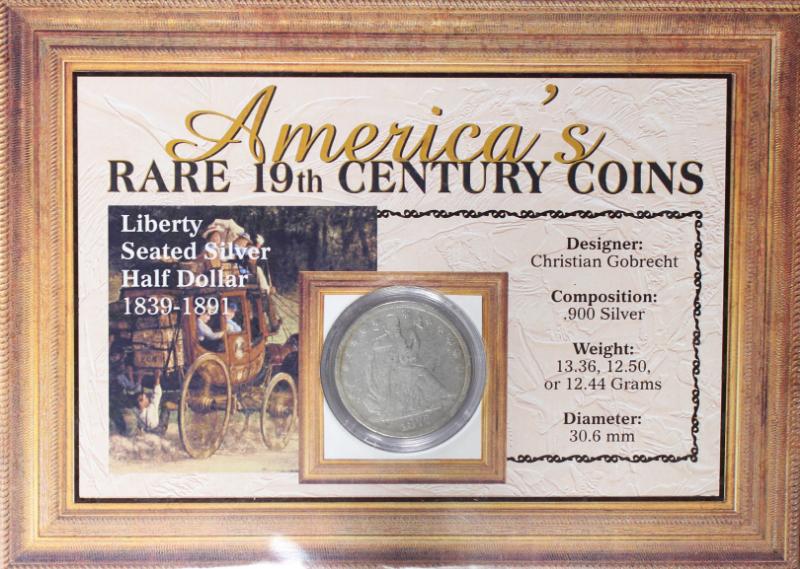 America's
RARE 19th CENTURY COINS
Liberty
Seated Silver
Half Dollar
1839-1891
Designer:
Christian Gobrecht
Composition:
.900 Silver
Weight:
13.36, 12.50,
or 12.44 Grams
Diameter:
30.6 mm